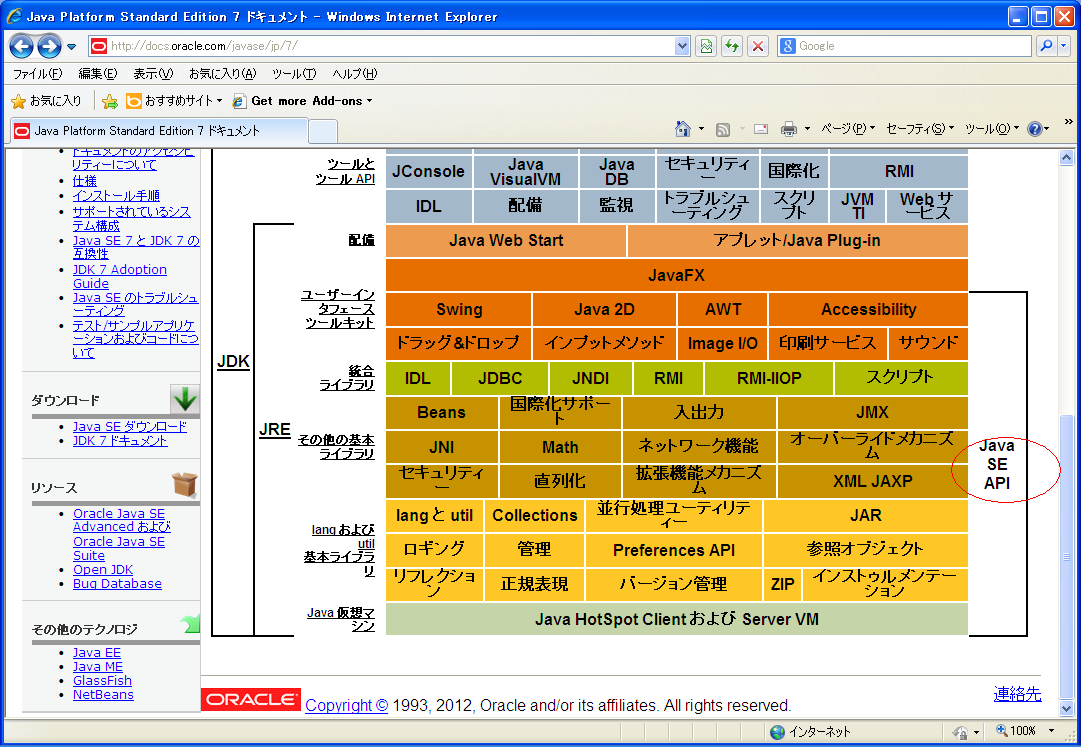 Java Platform Standard Edition 7 ドキュメント - Windows Internet Explorer
http://docs.oracle.com/javase/jp/7/
Google
ファイル(F) 編集(E) 表示(V) お気に入り(A) ツール(T) ヘルプ(H)
お気に入り おすすめサイト Get more Add-ons
Java Platform Standard Edition 7 ドキュメント
ページ(P) セーフティ(S) ツール(O)
ドキュメントのアクセシビ
リティーについて
仕様
インストール手順
サポートされているシス
テム構成
Java SE 7 と JDK 7 の
互換性
JDK 7 Adoption
Guide
Java SE のトラブルシュ
ーティング
テスト/サンプルアプリケ
ーションおよびコードにつ
いて
ダウンロード
Java SE ダウンロード
JDK 7 ドキュメント
リソース
Oracle Java SE
Advanced および
Oracle Java SE
Suite
Open JDK
Bug Database
その他のテクノロジ
Java EE
Java ME
GlassFish
NetBeans
JDK
JRE
ツールと
ツール API
JConsole
Java
VisualVM
Java
DB
セキュリティ
ー
国際化
RMI
IDL
配備
監視
トラブルシュ
ーティング
スクリ
プト
JVM
TI
Web サ
ービス
配備
Java Web Start
アプレット/Java Plug-in
JavaFX
ユーザーイン
タフェース
ツールキット
Swing
Java 2D
AWT
Accessibility
ドラッグ&ドロップ
インプットメソッド
Image I/O
印刷サービス
サウンド
統合
ライブラリ
IDL
JDBC
JNDI
RMI
RMI-IIOP
スクリプト
Beans
国際化サポー
ト
入出力
JMX
その他の基本
ライブラリ
JNI
Math
ネットワーク機能
オーバーライドメカニズ
ム
セキュリティ
ー
直列化
拡張機能メカニズ
ム
XML JAXP
Java
SE
API
lang および
util
基本ライブラ
リ
lang と util
Collections
並行処理ユーティリテ
ィー
JAR
ロギング
管理
Preferences API
参照オブジェクト
リフレクショ
ン
正規表現
バージョン管理
ZIP
インストゥルメンテー
ション
Java 仮想マ
シン
Java HotSpot Client および Server VM
連絡先
ORACLE Copyright © 1993, 2012, Oracle and/or its affiliates. All rights reserved.
インターネット
100%